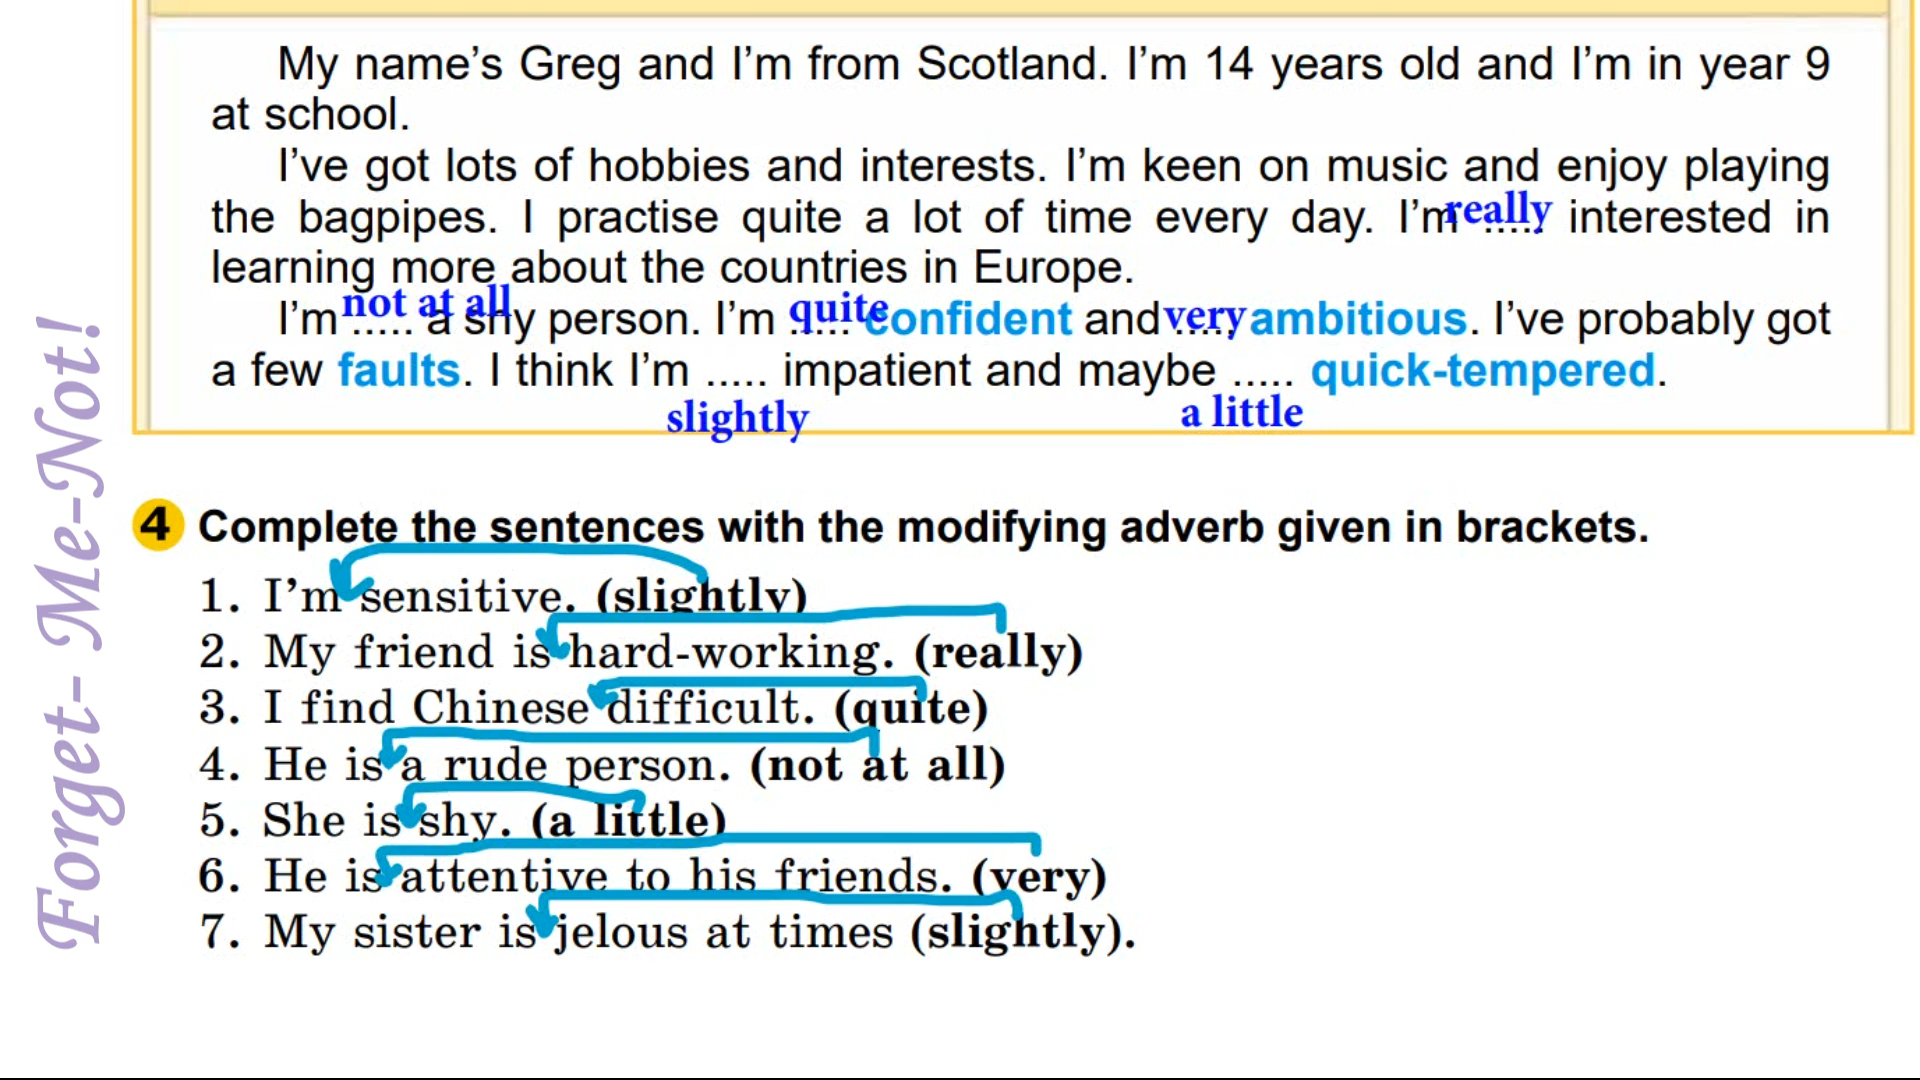 My name's Greg and I'm from Scotland. I'm 14 years old and I'm in year 9
at school.
I've got lots of hobbies and interests. I'm keen on music and enjoy playing
the bagpipes. I practise quite a lot of time every day. I'm really ..... interested in
learning more about the countries in Europe.
I'm not at all ..... a shy person. I'm quite ..... confident and very ..... ambitious. I've probably got
a few faults. I think I'm ..... impatient and maybe ..... quick-tempered.
slightly a little
4 Complete the sentences with the modifying adverb given in brackets.
1. I'm sensitive. (slightly)
2. My friend is hard-working. (really)
3. I find Chinese difficult. (quite)
4. He is a rude person. (not at all)
5. She is shy. (a little)
6. He is attentive to his friends. (very)
7. My sister is jelous at times (slightly).
Forget- Me-Not!